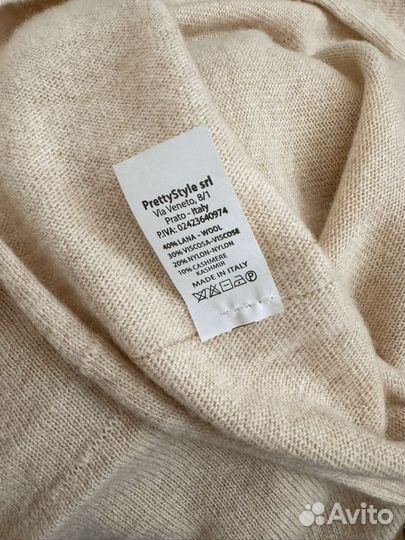 PrettyStyle srl
Via Veneto, 8/1
Prato - Italy
P.IVA: 02423640974
40% LANA - WOOL
30% VISCOSA-VISCOSE
20% NYLON-NYLON
10% CASHMERE
KASHMIR
MADE IN ITALY
Avito